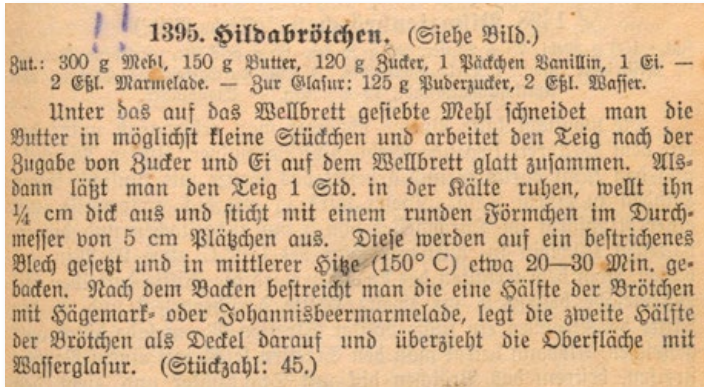 !!
1395. Hildabrötchen. (Siehe Bild.)
Zut.: 300 g Mehl, 150 g Butter, 120 g Zucker, 1 Päckchen Vanillin, 1 Ei. —
2 Eßl. Marmelade. — Zur Glasur: 125 g Puderzucker, 2 Eßl. Wasser.
Unter das auf das Wellbrett gesiebte Mehl schneidet man die
Butter in möglichst kleine Stückchen und arbeitet den Teig nach der
Zugabe von Zucker und Ei auf dem Wellbrett glatt zusammen. Als-
dann läßt man den Teig 1 Std. in der Kälte ruhen, wellt ihn
¼ cm dick aus und sticht mit einem runden Förmchen im Durch-
messer von 5 cm Plätzchen aus. Diese werden auf ein bestrichenes
Blech gesetzt und in mittlerer Hitze (150° C) etwa 20—30 Min. ge-
backen. Nach dem Backen bestreicht man die eine Hälfte der Brötchen
mit Hägemark- oder Johannisbeermarmelade, legt die zweite Hälfte
der Brötchen als Deckel darauf und überzieht die Oberfläche mit
Wasserglasur. (Stückzahl: 45.)